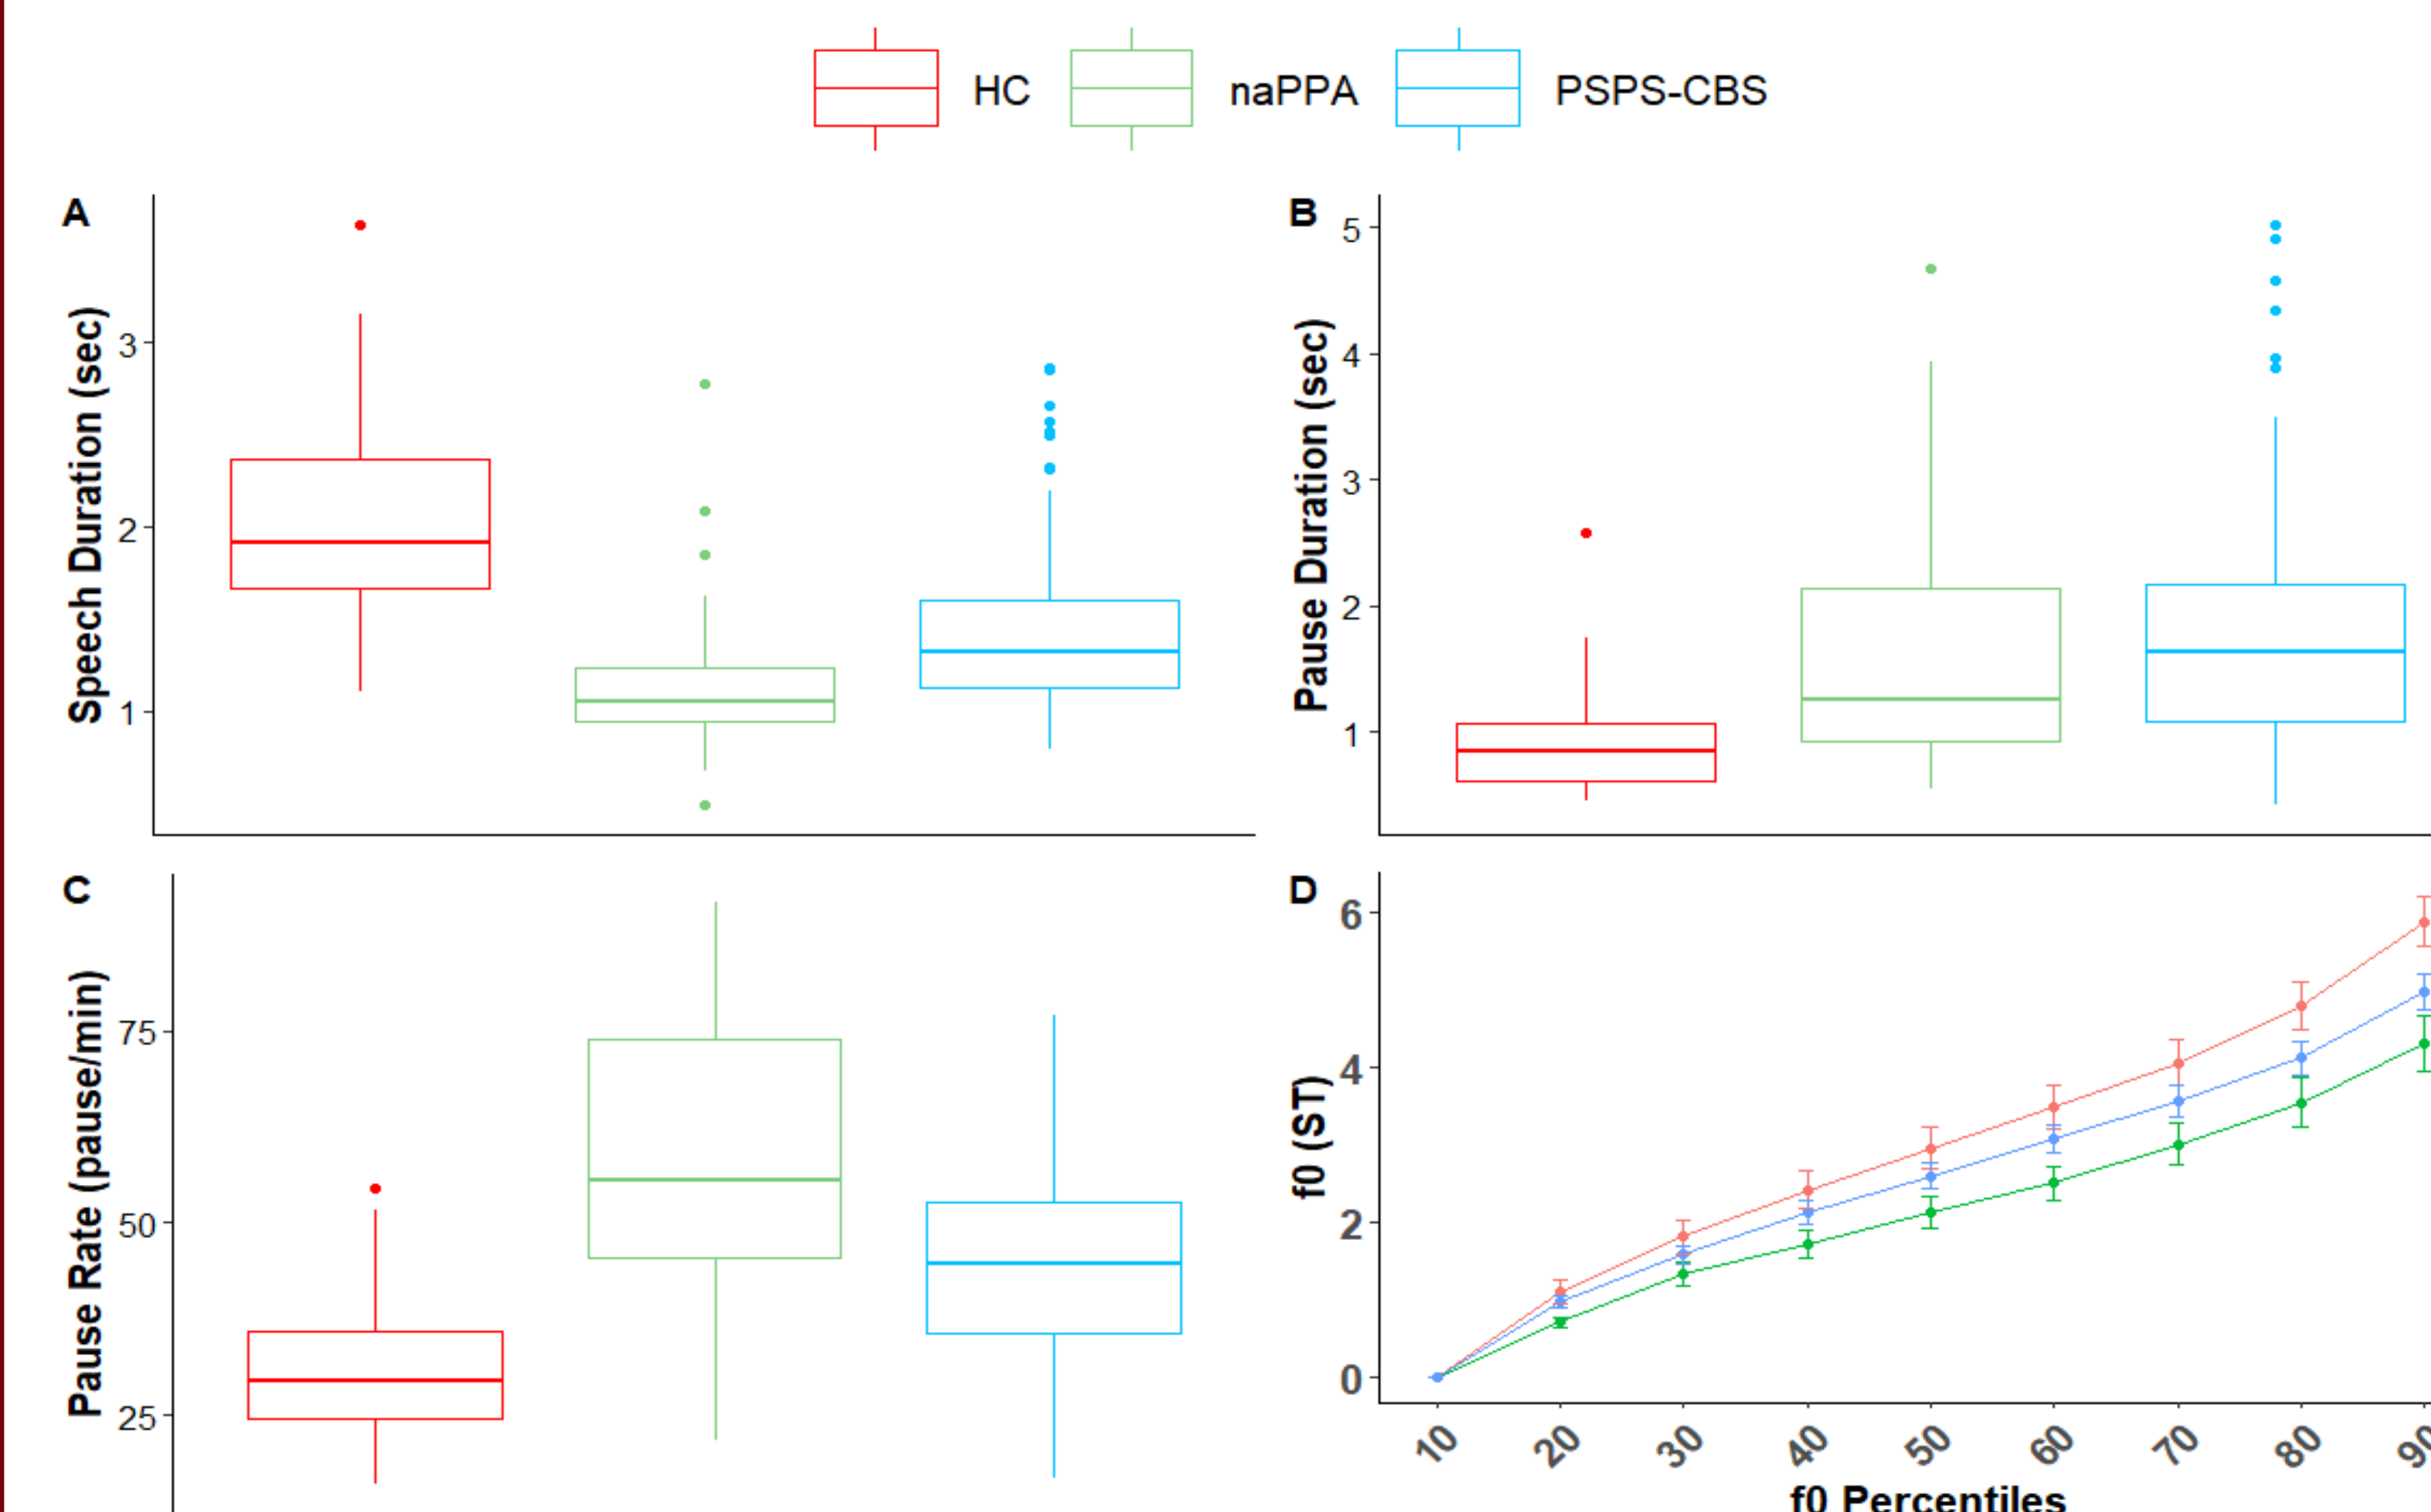 HC naPPA PSPS-CBS
A
Speech Duration (sec)
3
2
1
B
Pause Duration (sec)
5
4
3
2
1
C
Pause Rate (pause/min)
75
50
25
D
f0 (ST)
6
4
2
0
10 20 30 40 50 60 70 80 90
f0 Percentiles